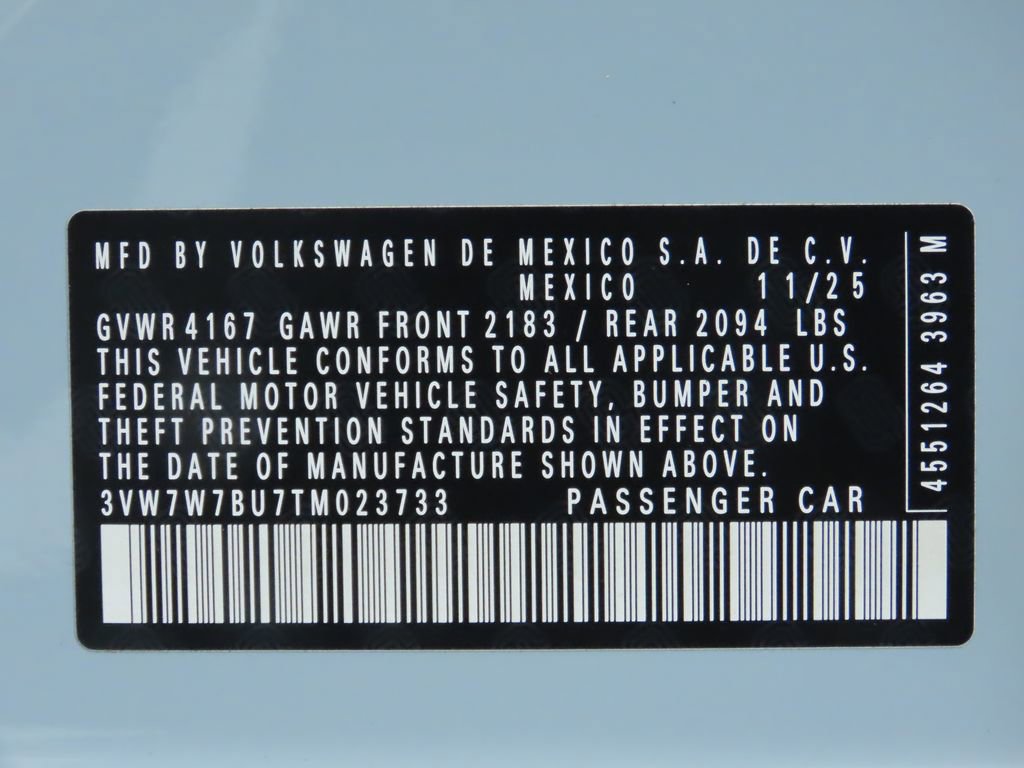 MFD BY VOLKSWAGEN DE MEXICO S.A. DE C.V.
MEXICO 11/25
GVWR 4167 GAWR FRONT 2183 / REAR 2094 LBS
THIS VEHICLE CONFORMS TO ALL APPLICABLE U.S.
FEDERAL MOTOR VEHICLE SAFETY, BUMPER AND
THEFT PREVENTION STANDARDS IN EFFECT ON
THE DATE OF MANUFACTURE SHOWN ABOVE.
3VW7W7BU7TM023733 PASSENGER CAR
4551264 3963 M